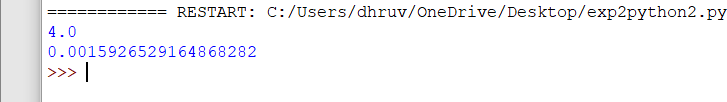 ============ RESTART: C:/Users/dhruv/OneDrive/Desktop/exp2python2.py
4.0
0.0015926529164868282
>>>